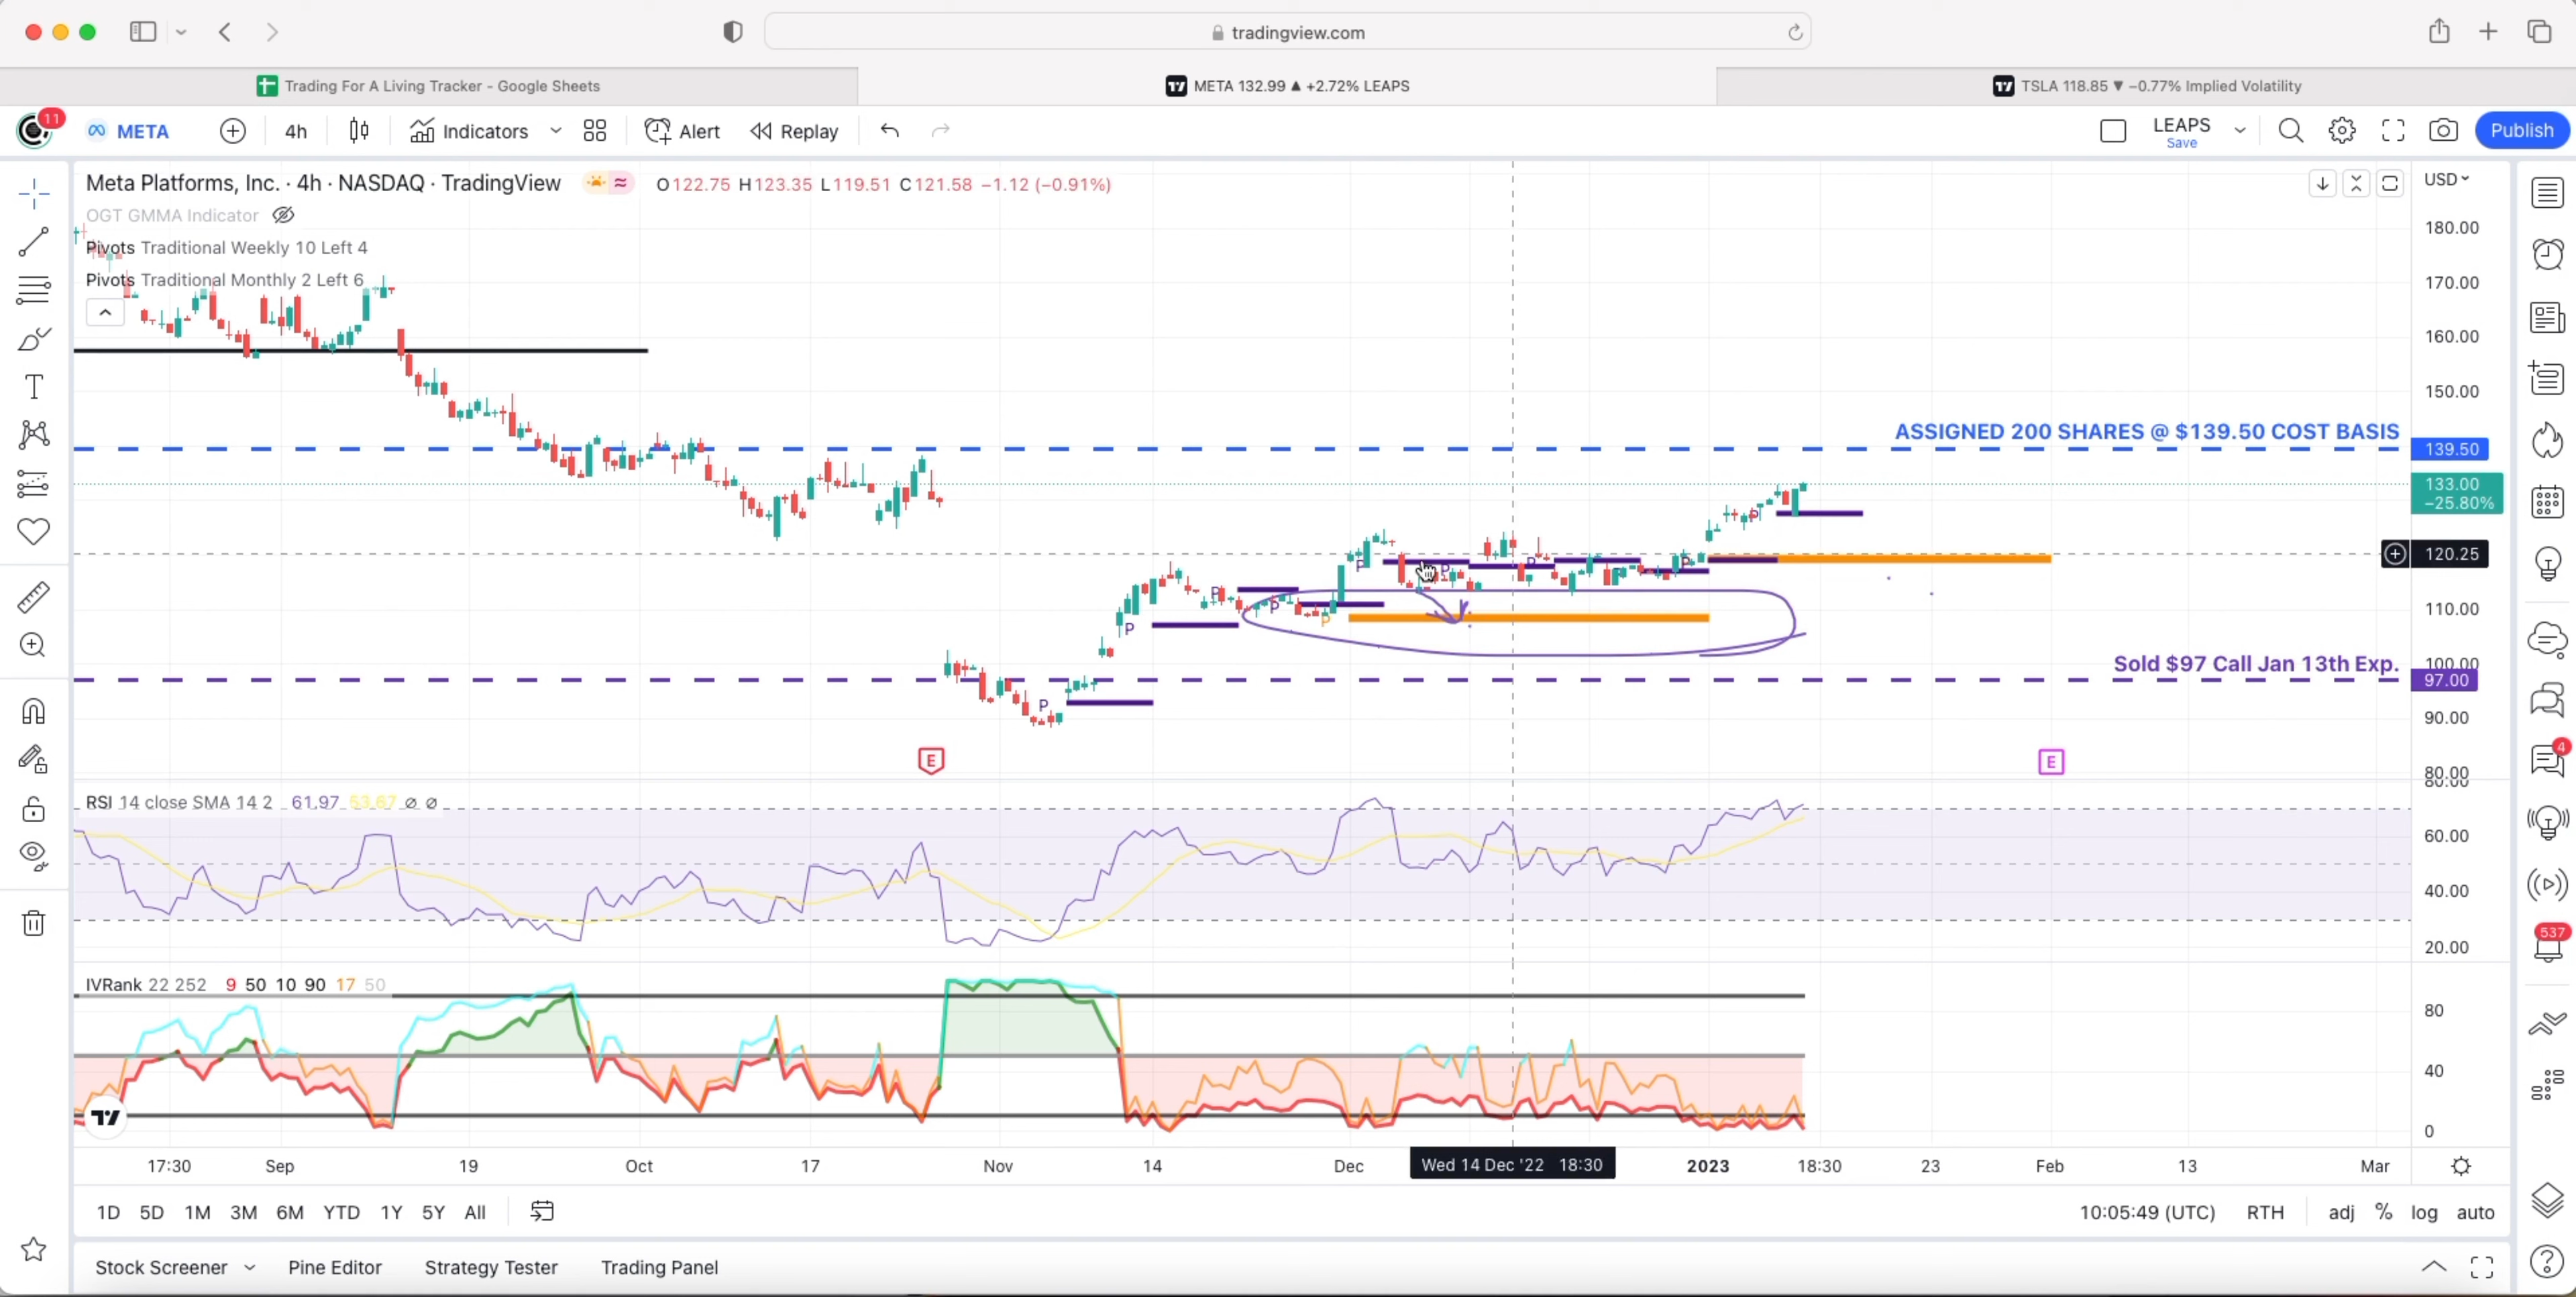 tradingview.com
Trading For A Living Tracker - Google Sheets
META 132.99 ▲ +2.72% LEAPS
TSLA 118.85 ▼ −0.77% Implied Volatility
11
META
4h
Indicators
Alert
Replay
LEAPS
Save
Publish
Meta Platforms, Inc. · 4h · NASDAQ · TradingView
O122.75 H123.35 L119.51 C121.58 −1.12 (−0.91%)
USD
OGT GMMA Indicator
Pivots Traditional Weekly 10 Left 4
Pivots Traditional Monthly 2 Left 6
180.00
170.00
160.00
150.00
ASSIGNED 200 SHARES @ $139.50 COST BASIS
139.50
133.00
−25.80%
120.25
110.00
100.00
Sold $97 Call Jan 13th Exp.
97.00
90.00
80.00
P P P P P P P P P P P
E
E
RSI 14 close SMA 14 2 61.97 53.67 ∅ ∅
80.00
60.00
40.00
20.00
IVRank 22 252 9 50 10 90 17 50
80
40
0
17:30 Sep 19 Oct 17 Nov 14 Dec Wed 14 Dec '22 18:30 2023 18:30 23 Feb 13 Mar
1D 5D 1M 3M 6M YTD 1Y 5Y All
10:05:49 (UTC) RTH adj % log auto
Stock Screener Pine Editor Strategy Tester Trading Panel
4
537